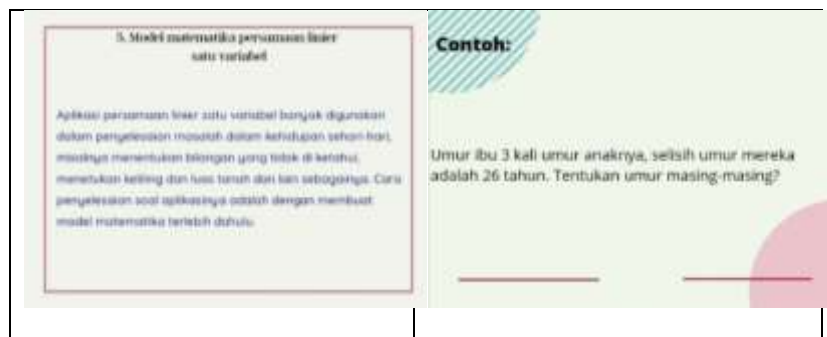 5. Model matematika persamaan linier
satu variabel
Aplikasi persamaan linier satu variabel banyak digunakan
dalam penyelesaian masalah dalam kehidupan sehari-hari,
misalnya menentukan bilangan yang tidak di ketahui,
menetukan keliling dan luas tanah dan lain sebagainya. Cara
penyelesaian soal aplikasinya adalah dengan membuat
model matematika terlebih dahulu.
Contoh:
Umur ibu 3 kali umur anaknya, selisih umur mereka
adalah 26 tahun. Tentukan umur masing-masing?